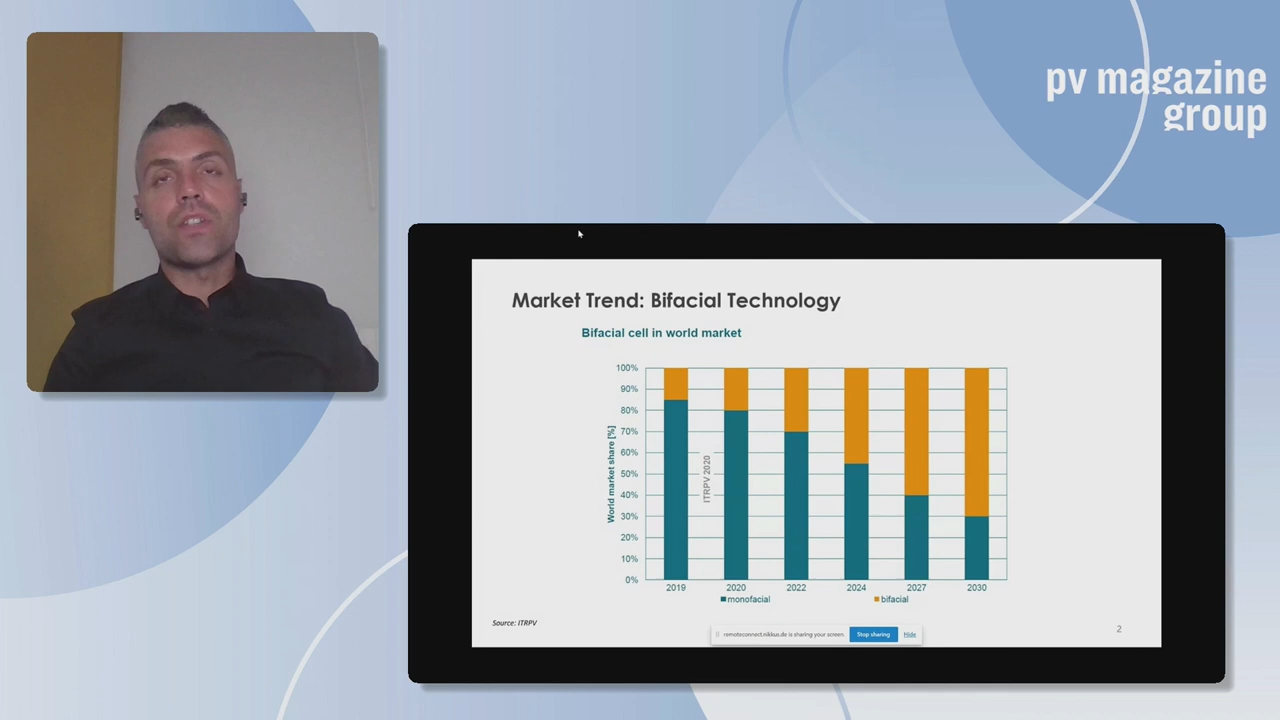 pv magazine
group
Market Trend: Bifacial Technology
Bifacial cell in world market
World market share [%]
100%
90%
80%
70%
60%
50%
40%
30%
20%
10%
0%
ITRPV 2020
2019 2020 2022 2024 2027 2030
monofacial bifacial
Source: ITRPV
remoteconnect.nikkus.de is sharing your screen. Stop sharing Hide
2